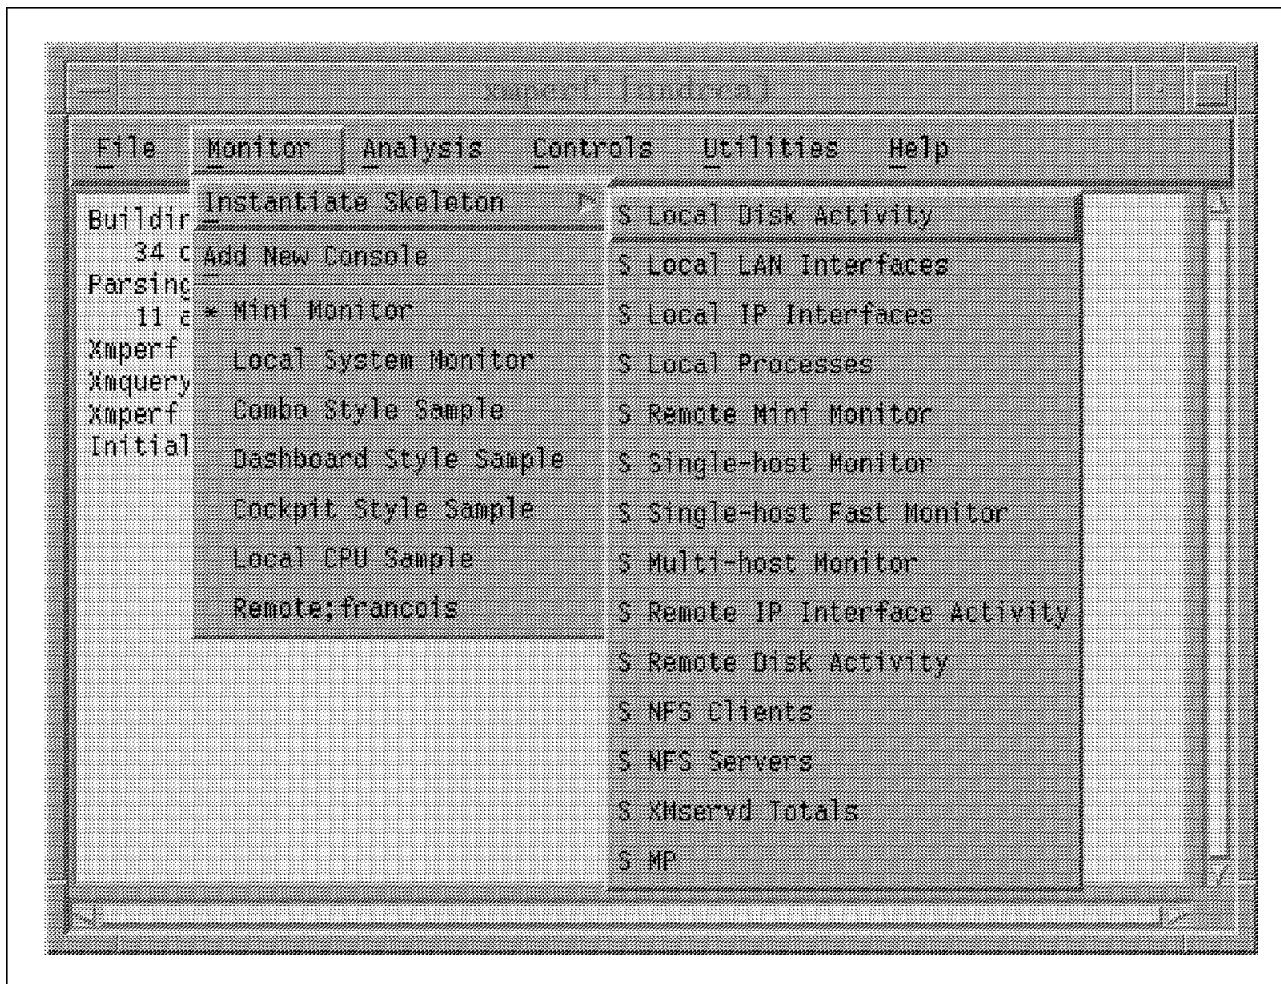 xmperf [andrea]
File Monitor Analysis Controls Utilities Help
Instantiate Skeleton
Add New Console
* Mini Monitor
Local System Monitor
Combo Style Sample
Dashboard Style Sample
Cockpit Style Sample
Local CPU Sample
Remote;francois
S Local Disk Activity
S Local LAN Interfaces
S Local IP Interfaces
S Local Processes
S Remote Mini Monitor
S Single-host Monitor
S Single-host Fast Monitor
S Multi-host Monitor
S Remote IP Interface Activity
S Remote Disk Activity
S NFS Clients
S NFS Servers
S XMservd Totals
S MP
Buildin
34 c
Parsing
11
Xmperf
Xmquery
Xmperf
Initial